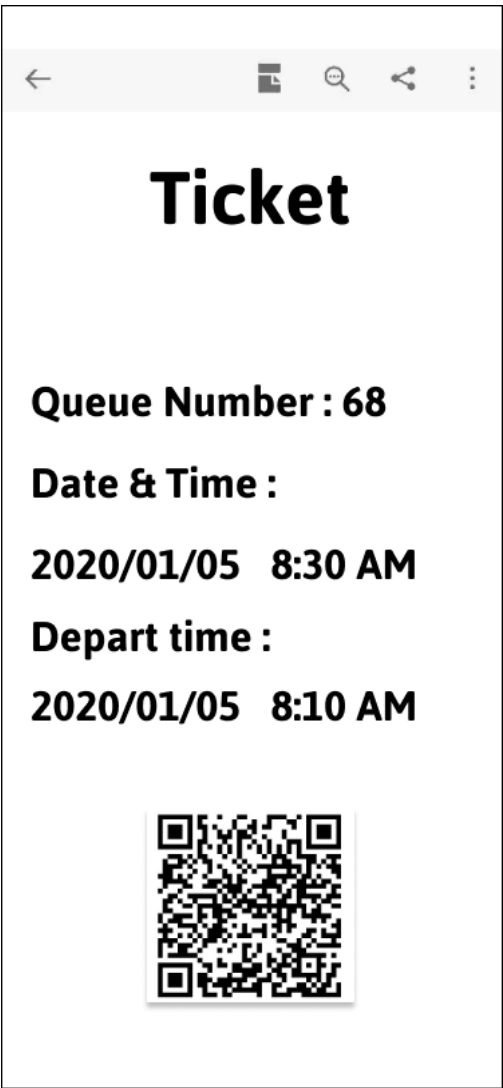 Ticket
Queue Number : 68
Date & Time :
2020/01/05 8:30 AM
Depart time :
2020/01/05 8:10 AM